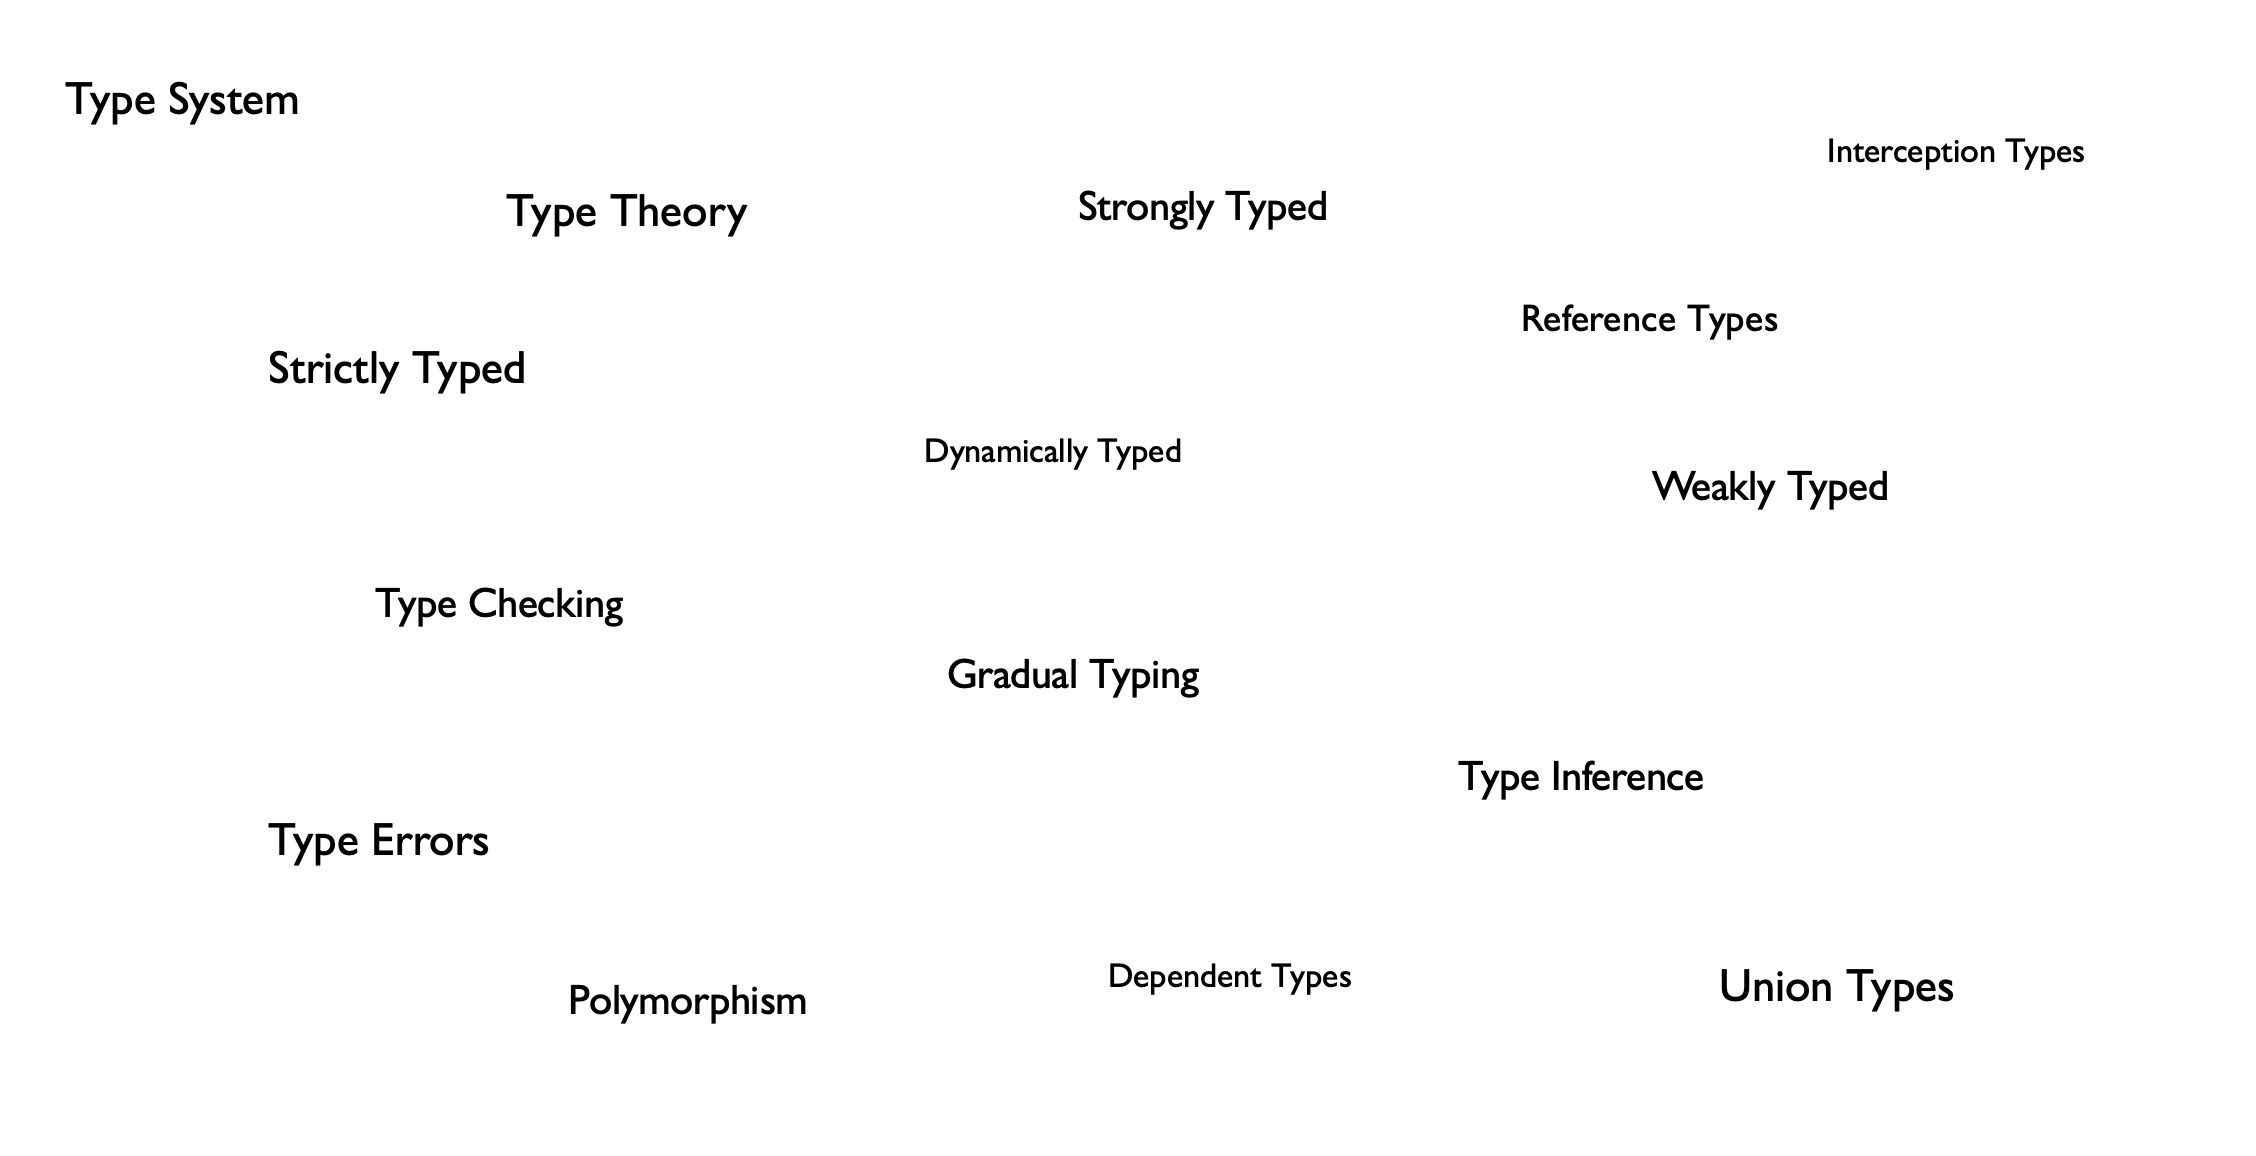 Type System
Interception Types
Type Theory
Strongly Typed
Reference Types
Strictly Typed
Dynamically Typed
Weakly Typed
Type Checking
Gradual Typing
Type Inference
Type Errors
Polymorphism
Dependent Types
Union Types